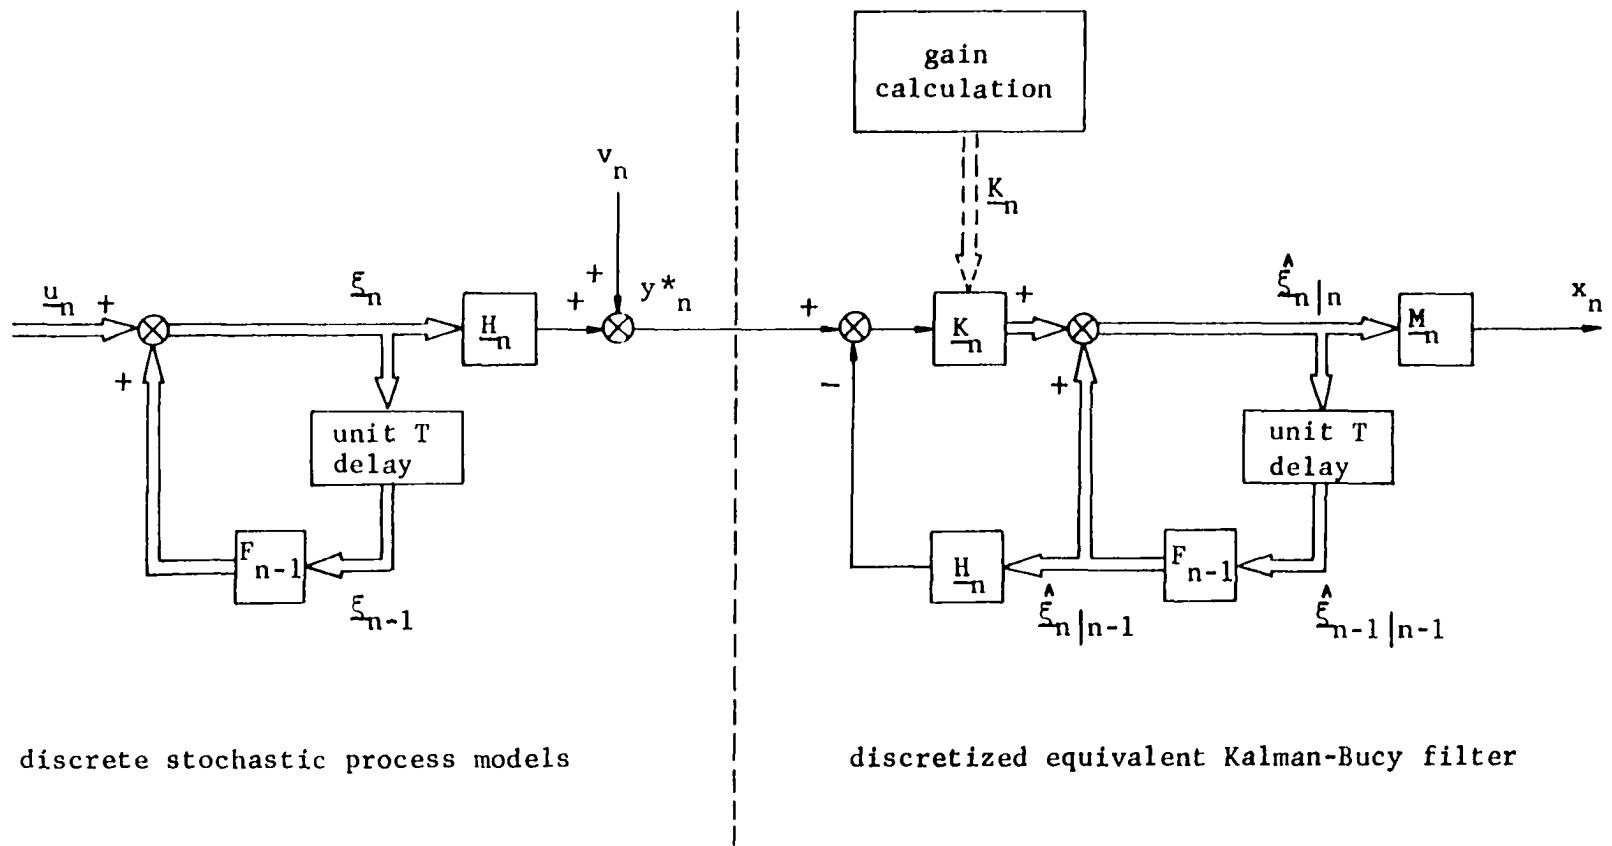 gain
calculation
K_n
v_n
u_n +
ξ_n
+
+
y*_n
H_n
+
unit T
delay
F_n-1
ξ_n-1
+
K_n
+
ξ̂_n|n
M_n
x_n
−
+
unit T
delay
H_n
F_n-1
ξ̂_n|n-1
ξ̂_n-1|n-1
discrete stochastic process models
discretized equivalent Kalman-Bucy filter